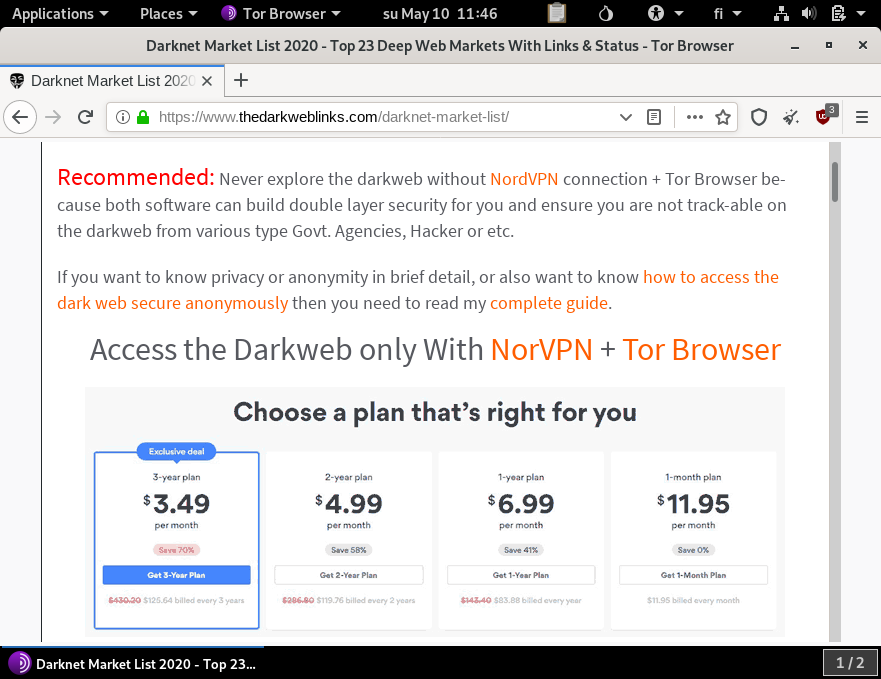 Applications Places Tor Browser su May 10 11:46 fi
Darknet Market List 2020 - Top 23 Deep Web Markets With Links & Status - Tor Browser
Darknet Market List 2020
https://www.thedarkweblinks.com/darknet-market-list/
3
Recommended: Never explore the darkweb without NordVPN connection + Tor Browser be-
cause both software can build double layer security for you and ensure you are not track-able on
the darkweb from various type Govt. Agencies, Hacker or etc.
If you want to know privacy or anonymity in brief detail, or also want to know how to access the
dark web secure anonymously then you need to read my complete guide.
Access the Darkweb only With NorVPN + Tor Browser
Choose a plan that's right for you
Exclusive deal
3-year plan
$3.49
per month
Save 70%
Get 3-Year Plan
$430.20 $125.64 billed every 3 years
2-year plan
$4.99
per month
Save 58%
Get 2-Year Plan
$286.80 $119.76 billed every 2 years
1-year plan
$6.99
per month
Save 41%
Get 1-Year Plan
$143.40 $83.88 billed every year
1-month plan
$11.95
per month
Save 0%
Get 1-Month Plan
$11.95 billed every month
Darknet Market List 2020 - Top 23...
1 / 2